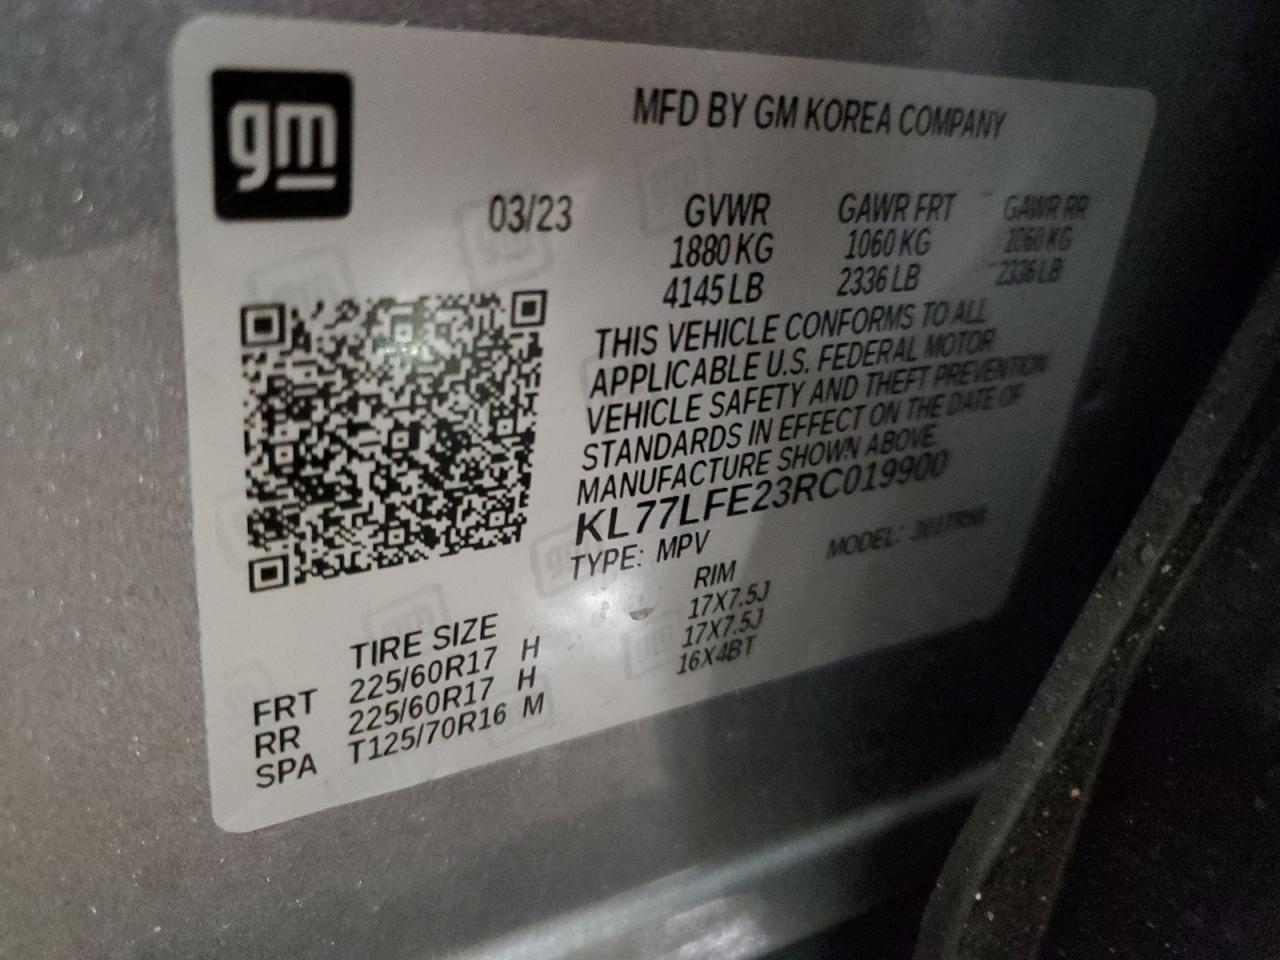 gm
MFD BY GM KOREA COMPANY
03/23 GVWR GAWR FRT GAWR RR
1880 KG 1060 KG 1060 KG
4145 LB 2336 LB 2336 LB
THIS VEHICLE CONFORMS TO ALL
APPLICABLE U.S. FEDERAL MOTOR
VEHICLE SAFETY AND THEFT PREVENTION
STANDARDS IN EFFECT ON THE DATE OF
MANUFACTURE SHOWN ABOVE.
KL77LFE23RC019900
TYPE: MPV MODEL:
TIRE SIZE RIM
FRT 225/60R17 H 17X7.5J
RR 225/60R17 H 17X7.5J
SPA T125/70R16 M 16X4BT